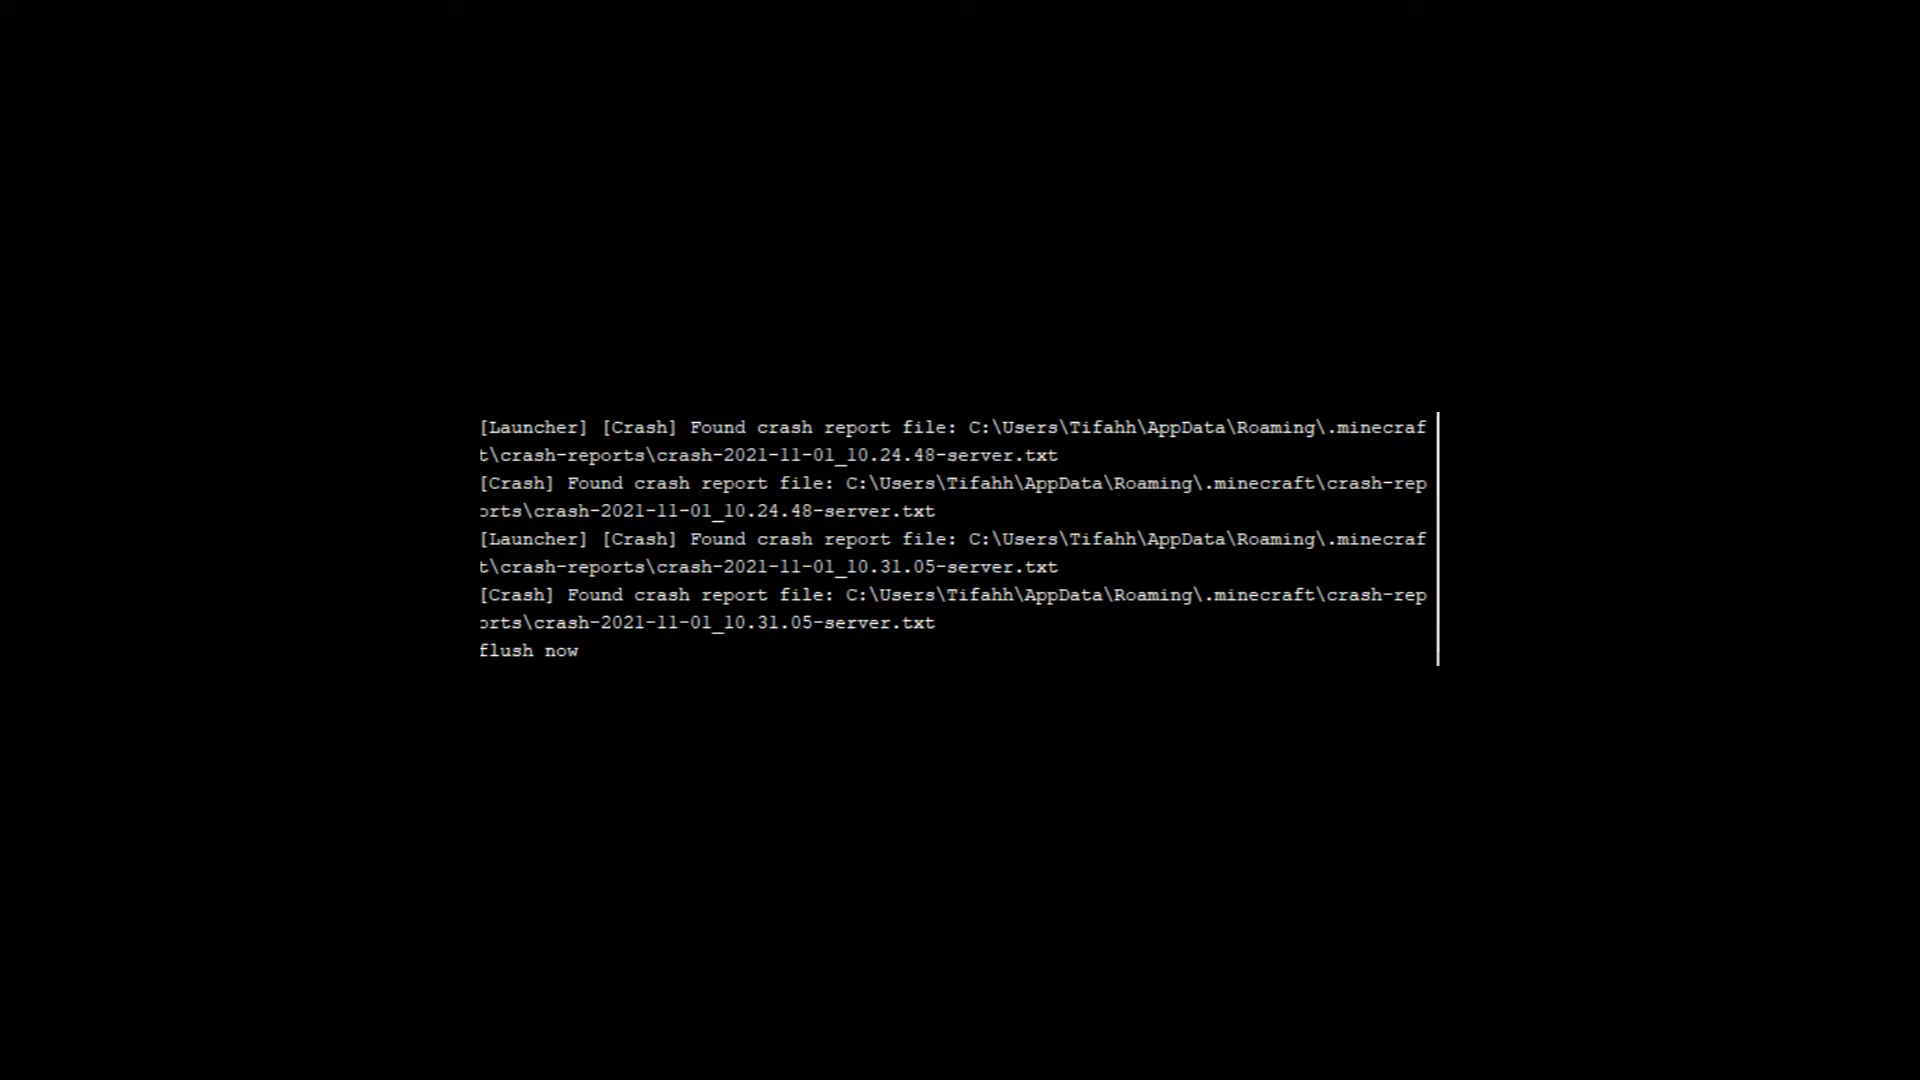 [Launcher] [Crash] Found crash report file: C:\Users\Tifahh\AppData\Roaming\.minecraf
t\crash-reports\crash-2021-11-01_10.24.48-server.txt
[Crash] Found crash report file: C:\Users\Tifahh\AppData\Roaming\.minecraft\crash-rep
orts\crash-2021-11-01_10.24.48-server.txt
[Launcher] [Crash] Found crash report file: C:\Users\Tifahh\AppData\Roaming\.minecraf
t\crash-reports\crash-2021-11-01_10.31.05-server.txt
[Crash] Found crash report file: C:\Users\Tifahh\AppData\Roaming\.minecraft\crash-rep
orts\crash-2021-11-01_10.31.05-server.txt
flush now